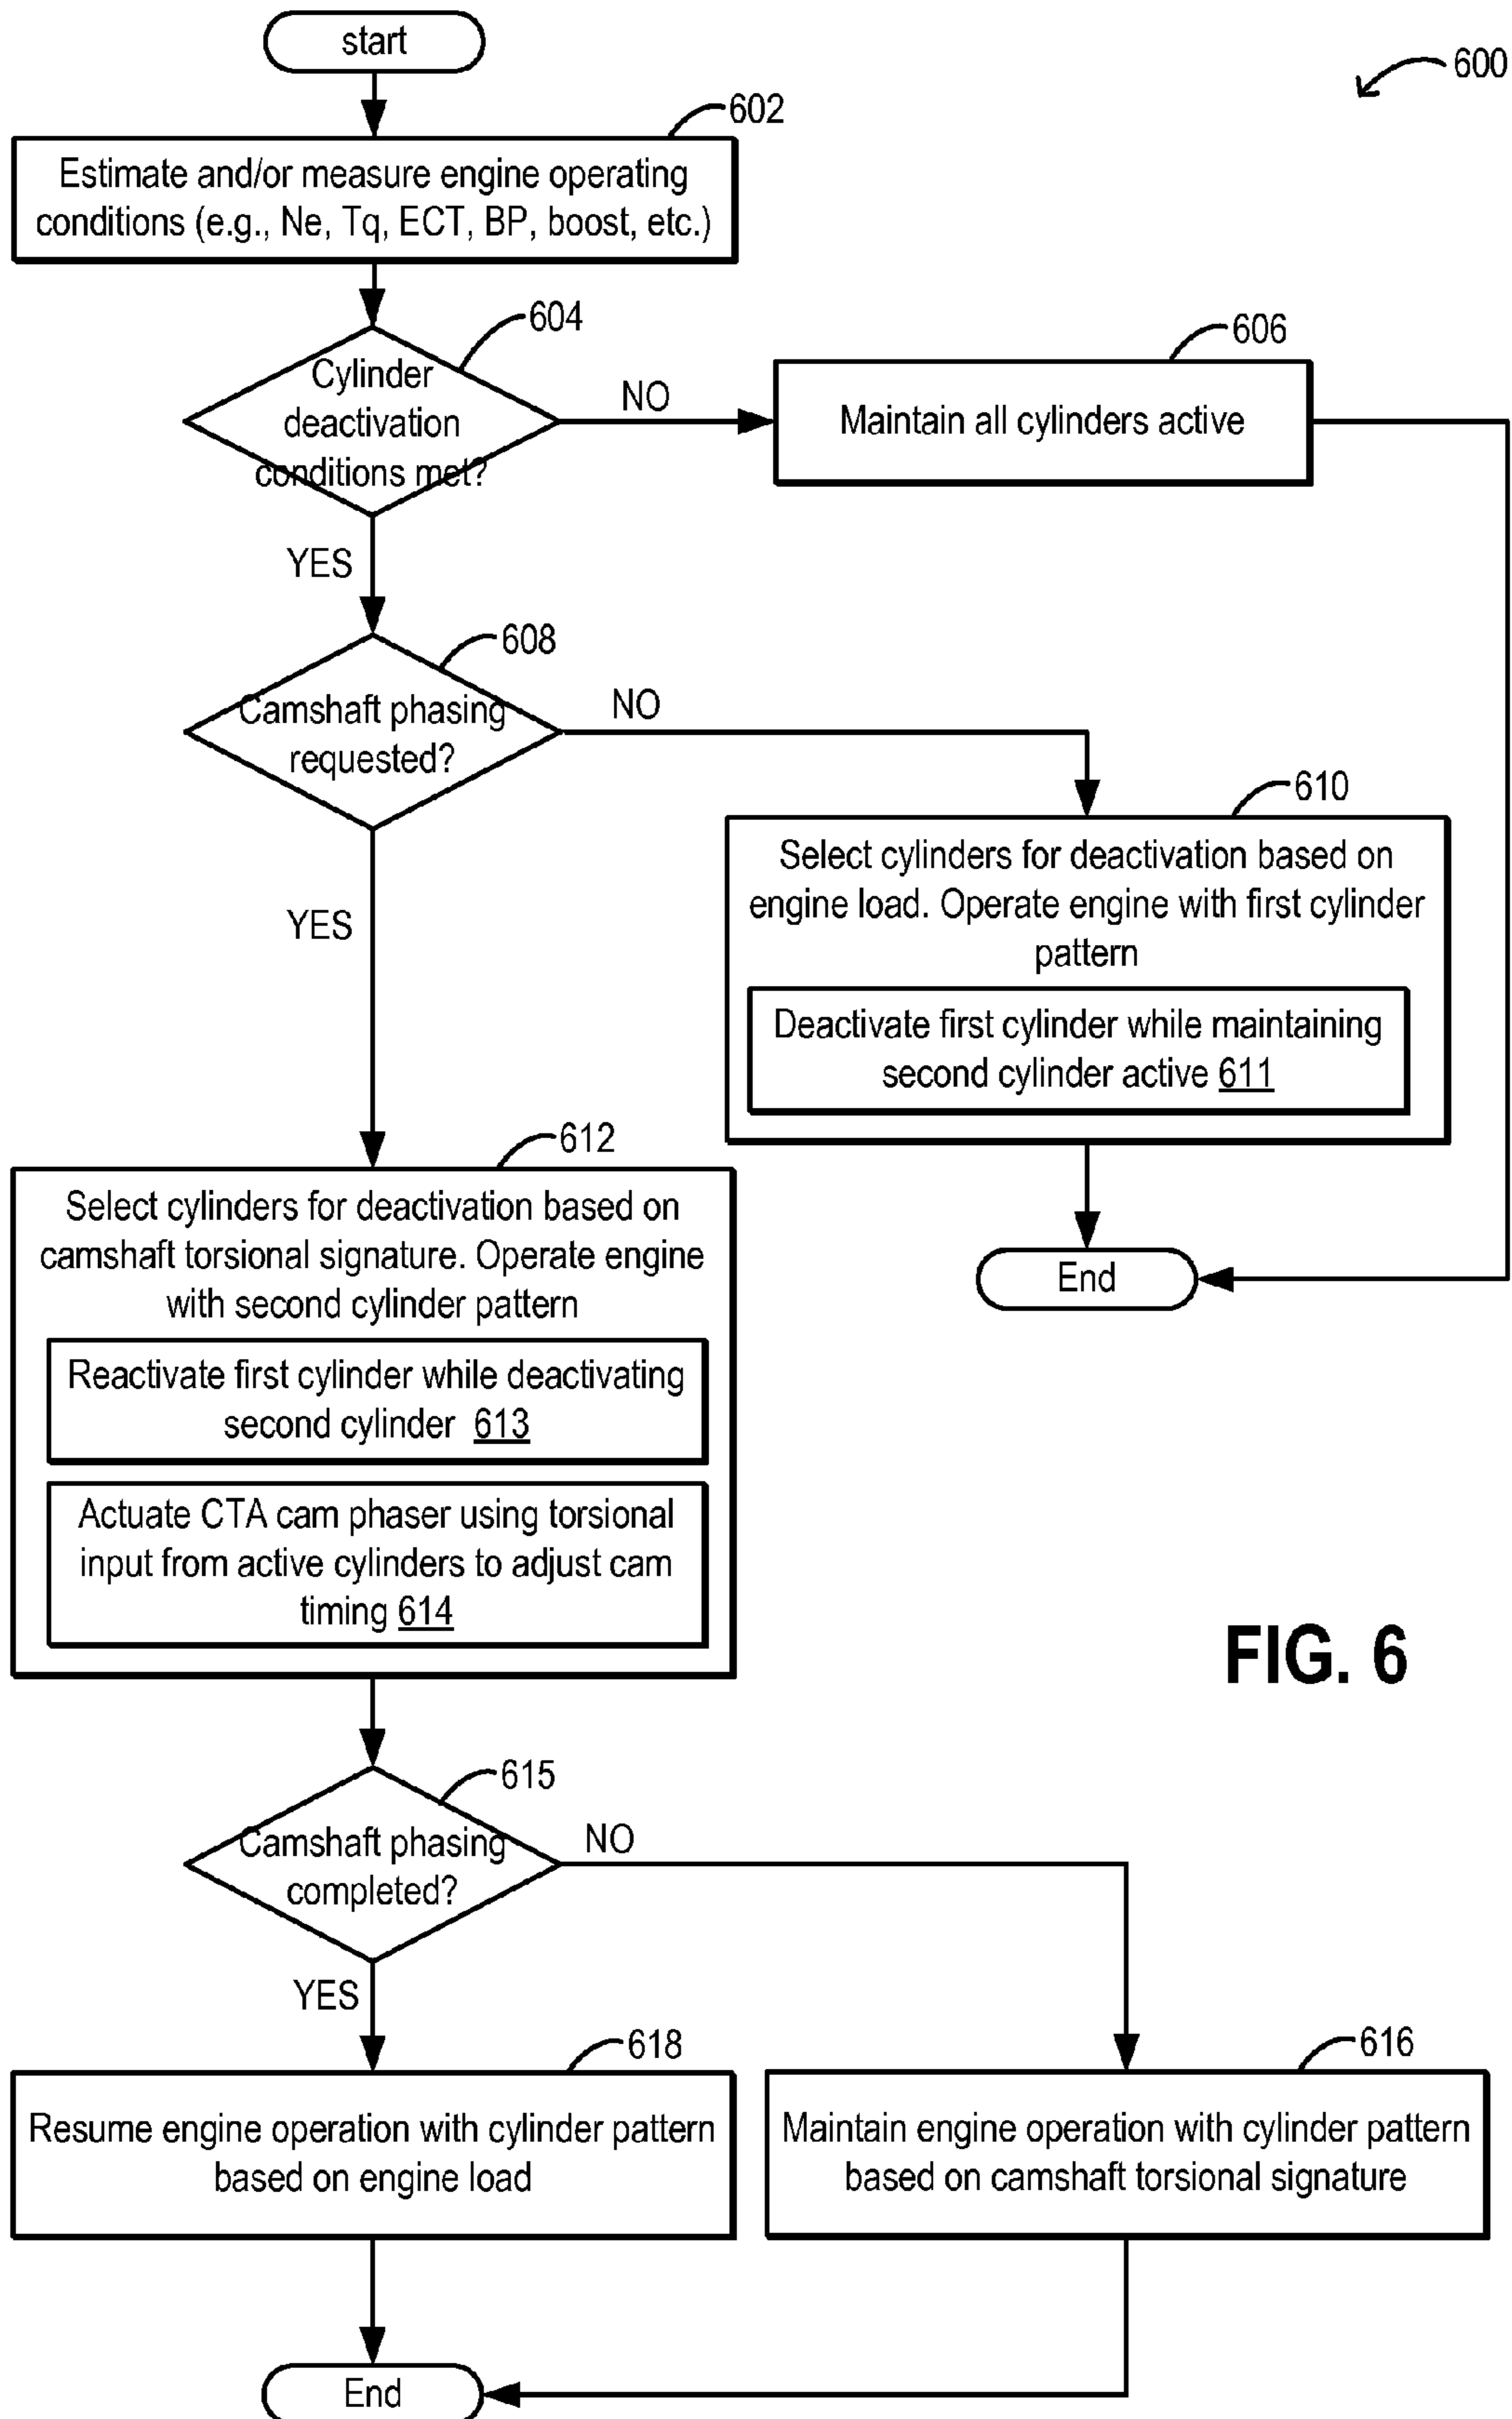 start
600
602
Estimate and/or measure engine operating
conditions (e.g., Ne, Tq, ECT, BP, boost, etc.)
604
Cylinder
deactivation
conditions met?
NO
606
Maintain all cylinders active
YES
608
Camshaft phasing
requested?
NO
610
Select cylinders for deactivation based on
engine load. Operate engine with first cylinder
pattern
Deactivate first cylinder while maintaining
second cylinder active 611
End
YES
612
Select cylinders for deactivation based on
camshaft torsional signature. Operate engine
with second cylinder pattern
Reactivate first cylinder while deactivating
second cylinder 613
Actuate CTA cam phaser using torsional
input from active cylinders to adjust cam
timing 614
FIG. 6
615
Camshaft phasing
completed?
NO
YES
618
Resume engine operation with cylinder pattern
based on engine load
616
Maintain engine operation with cylinder pattern
based on camshaft torsional signature
End